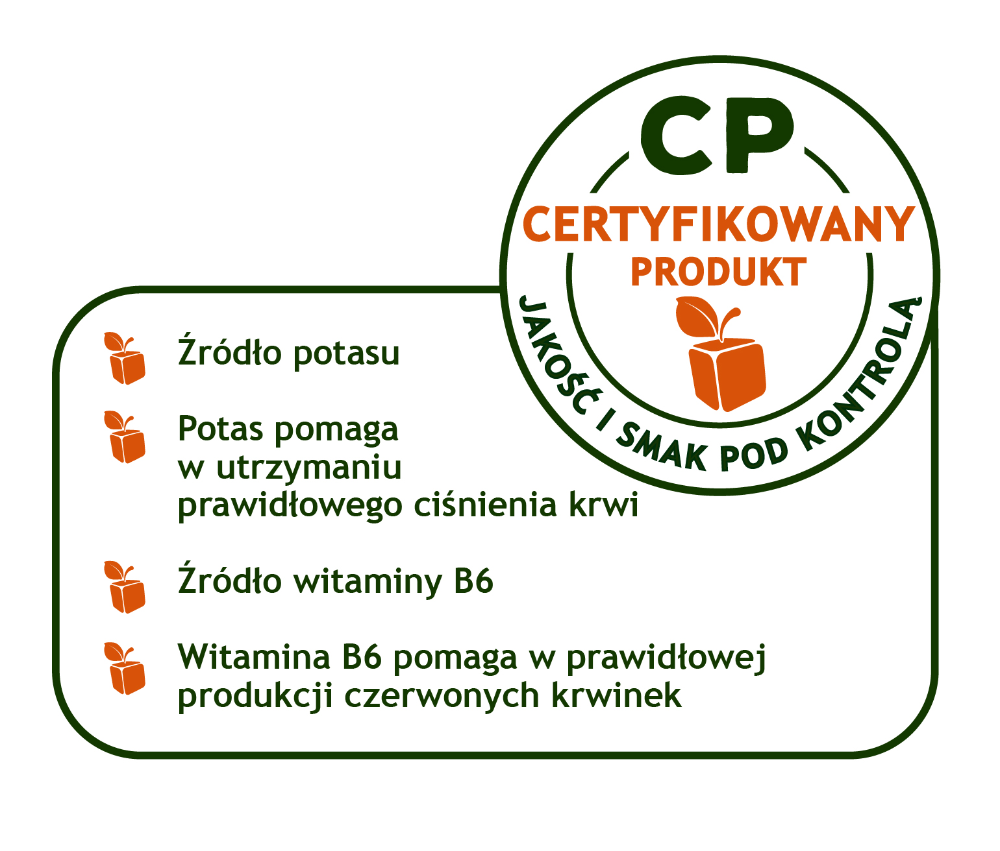 CP
CERTYFIKOWANY
PRODUKT
JAKOŚĆ I SMAK POD KONTROLĄ
Źródło potasu
Potas pomaga
w utrzymaniu
prawidłowego ciśnienia krwi
Źródło witaminy B6
Witamina B6 pomaga w prawidłowej
produkcji czerwonych krwinek